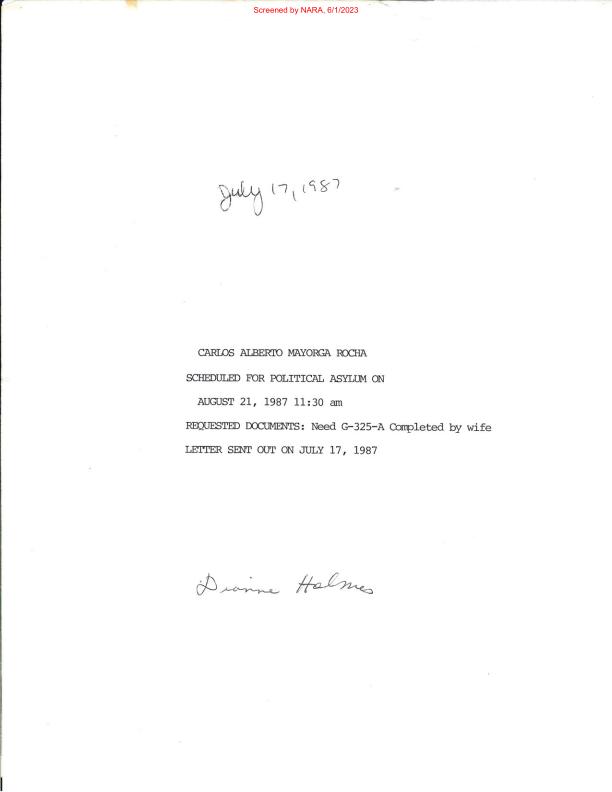 Screened by NARA, 6/1/2023
July 17, 1987
CARLOS ALBERTO MAYORGA ROCHA
SCHEDULED FOR POLITICAL ASYLUM ON
AUGUST 21, 1987 11:30 am
REQUESTED DOCUMENTS: Need G-325-A Completed by wife
LETTER SENT OUT ON JULY 17, 1987
Dianne Holmes